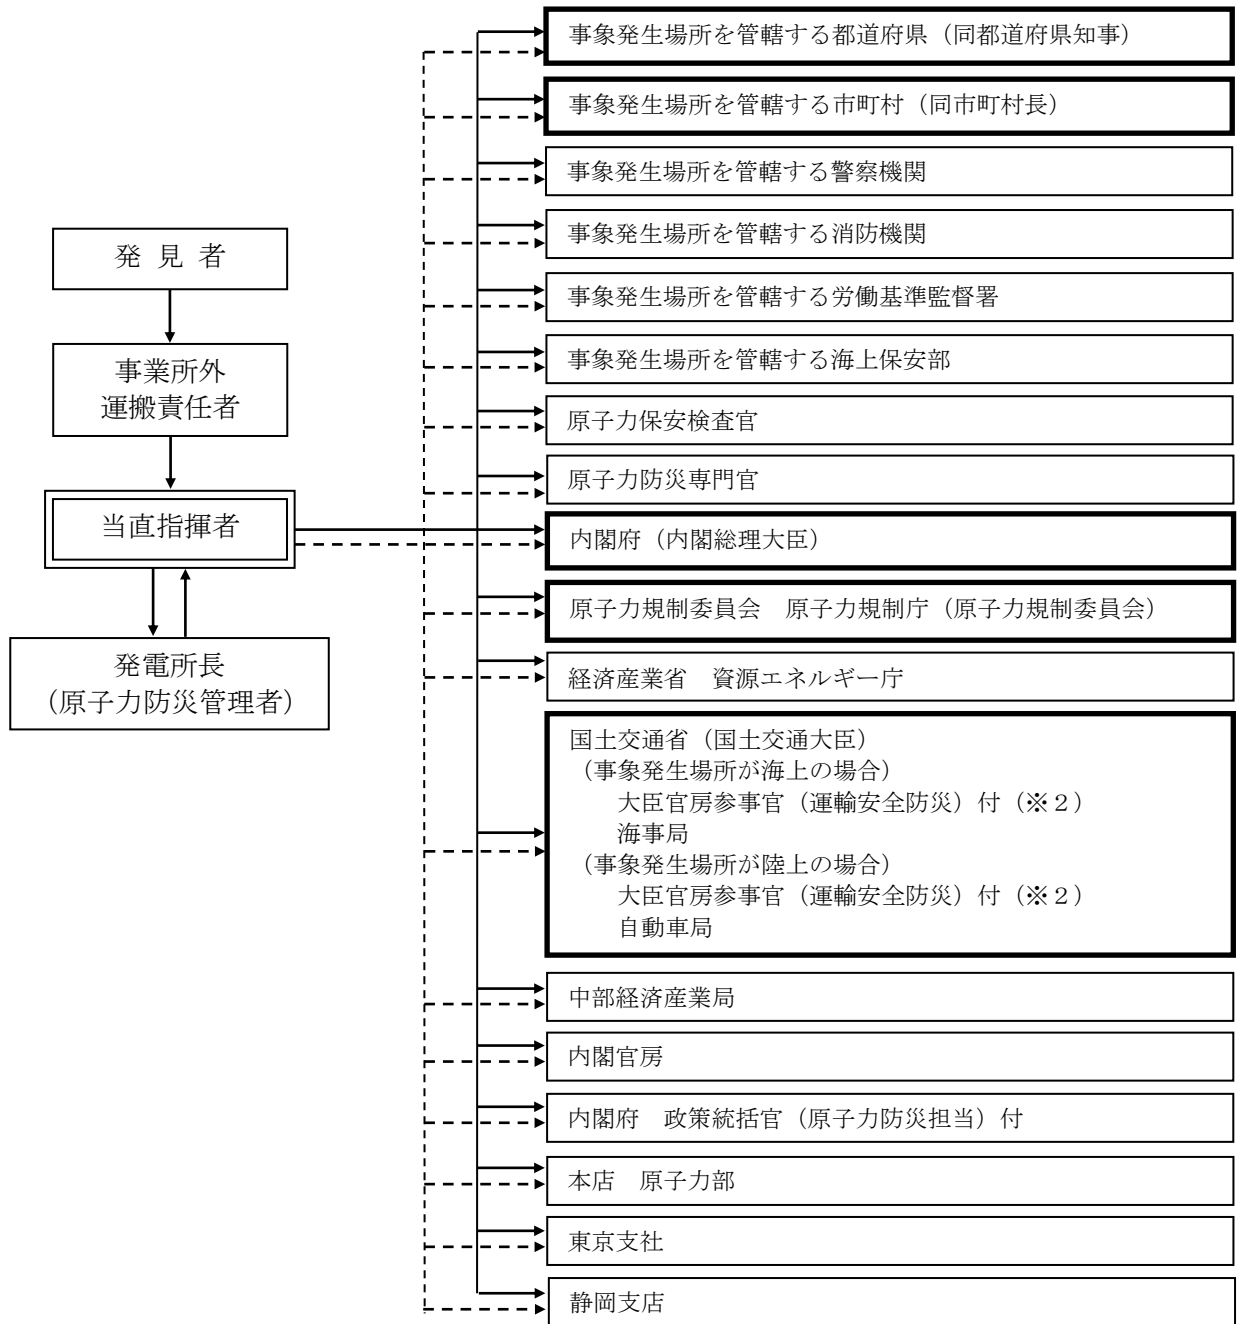 事象発生場所を管轄する都道府県（同都道府県知事）
事象発生場所を管轄する市町村（同市町村長）
事象発生場所を管轄する警察機関
事象発生場所を管轄する消防機関
事象発生場所を管轄する労働基準監督署
事象発生場所を管轄する海上保安部
原子力保安検査官
原子力防災専門官
内閣府（内閣総理大臣）
原子力規制委員会　原子力規制庁（原子力規制委員会）
経済産業省　資源エネルギー庁
国土交通省（国土交通大臣）
（事象発生場所が海上の場合）
大臣官房参事官（運輸安全防災）付（※２）
海事局
（事象発生場所が陸上の場合）
大臣官房参事官（運輸安全防災）付（※２）
自動車局
中部経済産業局
内閣官房
内閣府　政策統括官（原子力防災担当）付
本店　原子力部
東京支社
静岡支店
発 見 者
事業所外
運搬責任者
当直指揮者
発電所長
（原子力防災管理者）